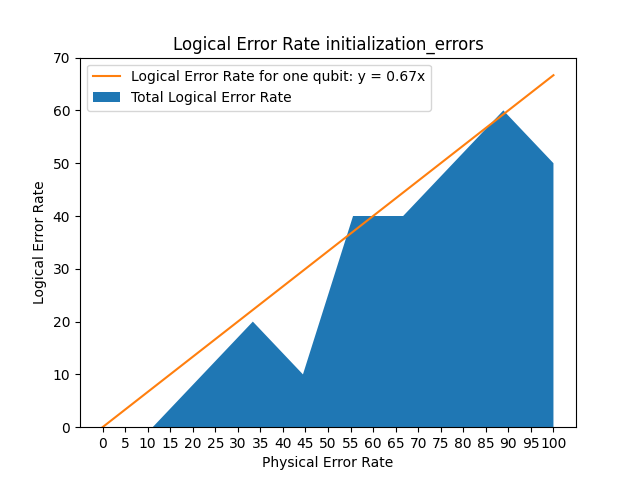 Logical Error Rate initialization_errors
Logical Error Rate for one qubit: y = 0.67x
Total Logical Error Rate
Logical Error Rate
70
60
50
40
30
20
10
0
0 5 10 15 20 25 30 35 40 45 50 55 60 65 70 75 80 85 90 95 100
Physical Error Rate